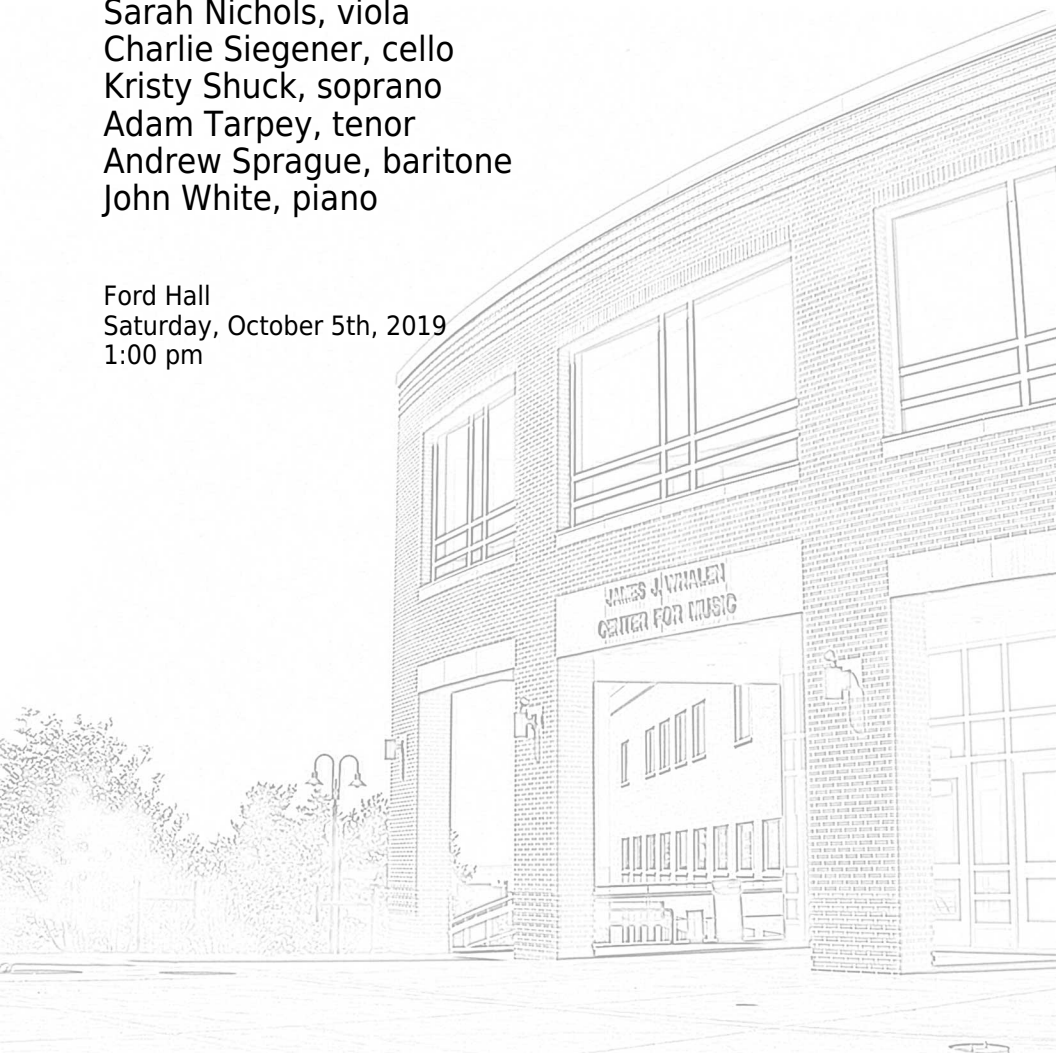 Sarah Nichols, viola
Charlie Siegener, cello
Kristy Shuck, soprano
Adam Tarpey, tenor
Andrew Sprague, baritone
John White, piano
Ford Hall
Saturday, October 5th, 2019
1:00 pm
JAMES J. WHALEN
CENTER FOR MUSIC